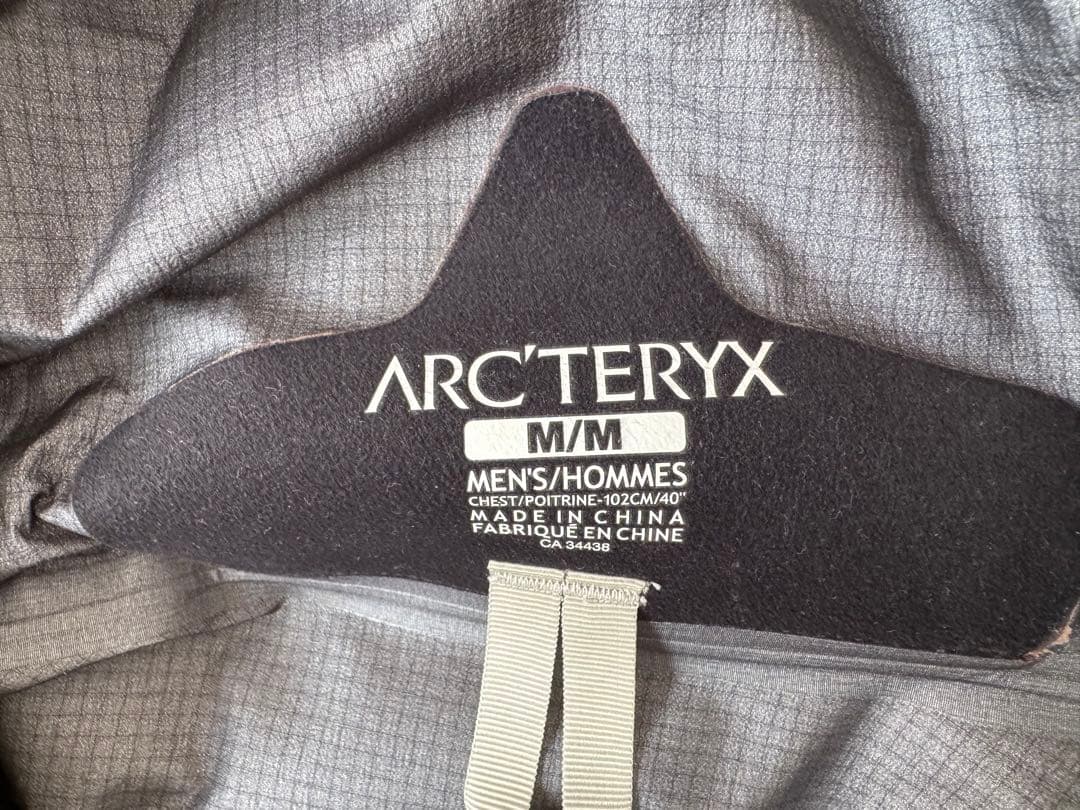 ARC'TERYX
M/M
MEN'S/HOMMES
CHEST/POITRINE-102CM/40"
MADE IN CHINA
FABRIQUÉ EN CHINE
CA 34438